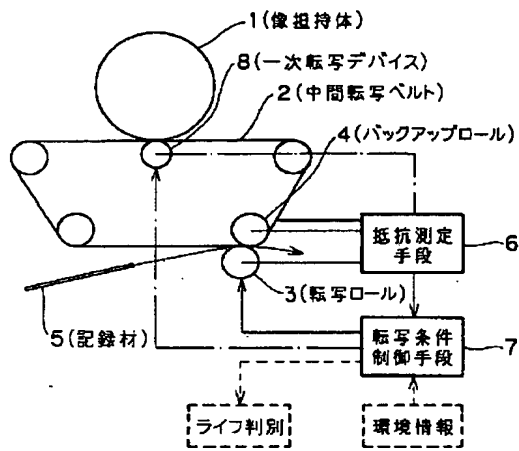 1(像担持体)
8(一次転写デバイス)
2(中間転写ベルト)
4(バックアップロール)
抵抗測定
手段
6
3(転写ロール)
5(記録材)
転写条件
制御手段
7
ライフ判別
環境情報